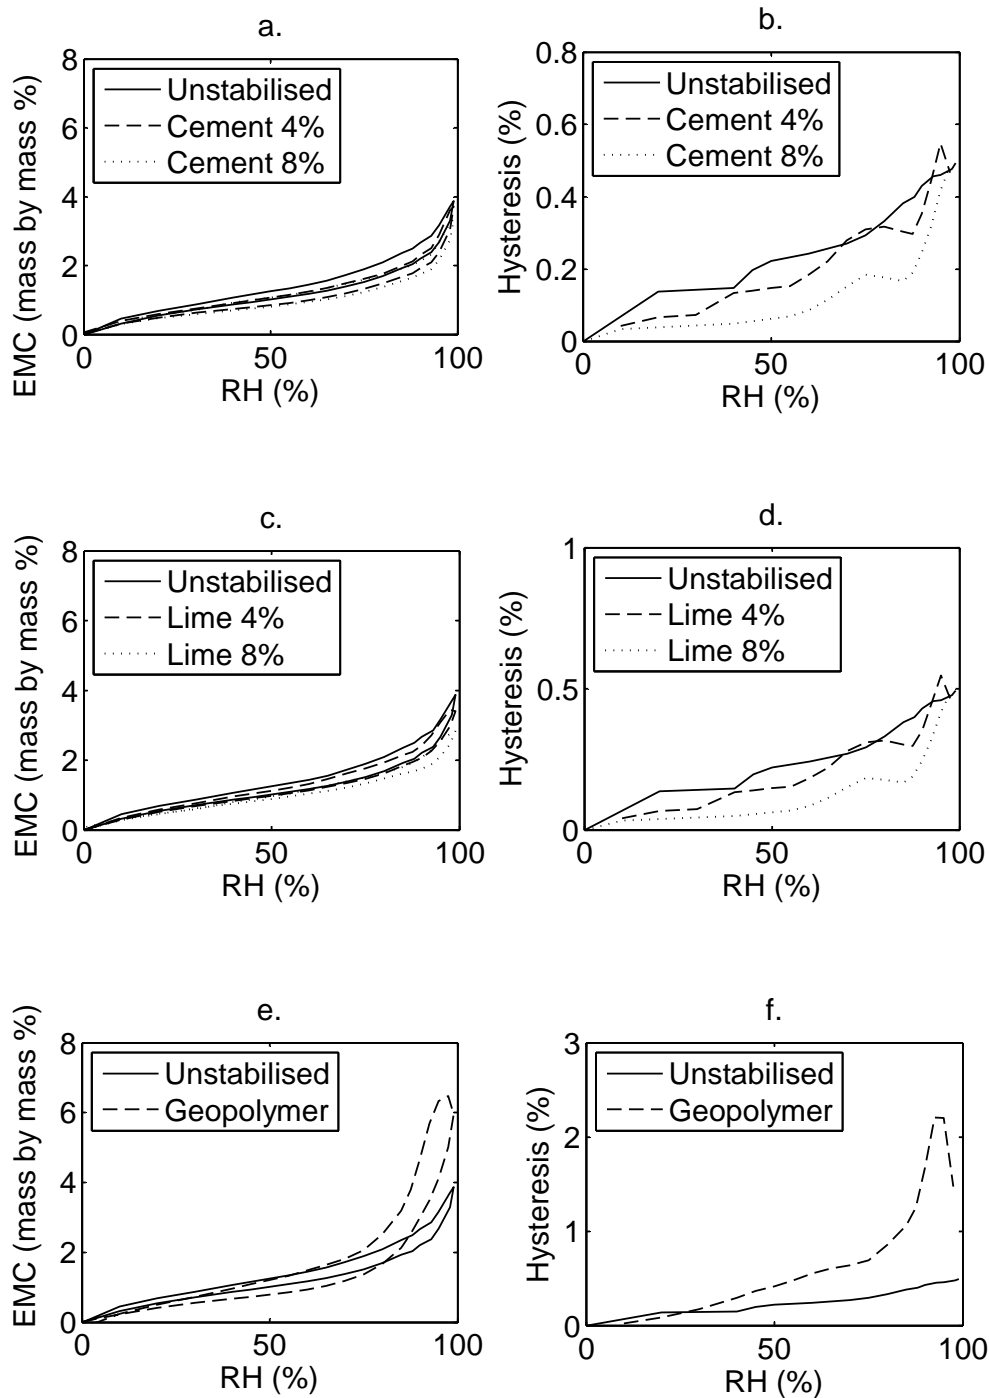 a.
EMC (mass by mass %)
8
6
4
2
0
0
50
100
RH (%)
Unstabilised
Cement 4%
Cement 8%
b.
Hysteresis (%)
0.8
0.6
0.4
0.2
0
0
50
100
RH (%)
Unstabilised
Cement 4%
Cement 8%
c.
EMC (mass by mass %)
8
6
4
2
0
0
50
100
RH (%)
Unstabilised
Lime 4%
Lime 8%
d.
Hysteresis (%)
1
0.5
0
0
50
100
RH (%)
Unstabilised
Lime 4%
Lime 8%
e.
EMC (mass by mass %)
8
6
4
2
0
0
50
100
RH (%)
Unstabilised
Geopolymer
f.
Hysteresis (%)
3
2
1
0
0
50
100
RH (%)
Unstabilised
Geopolymer